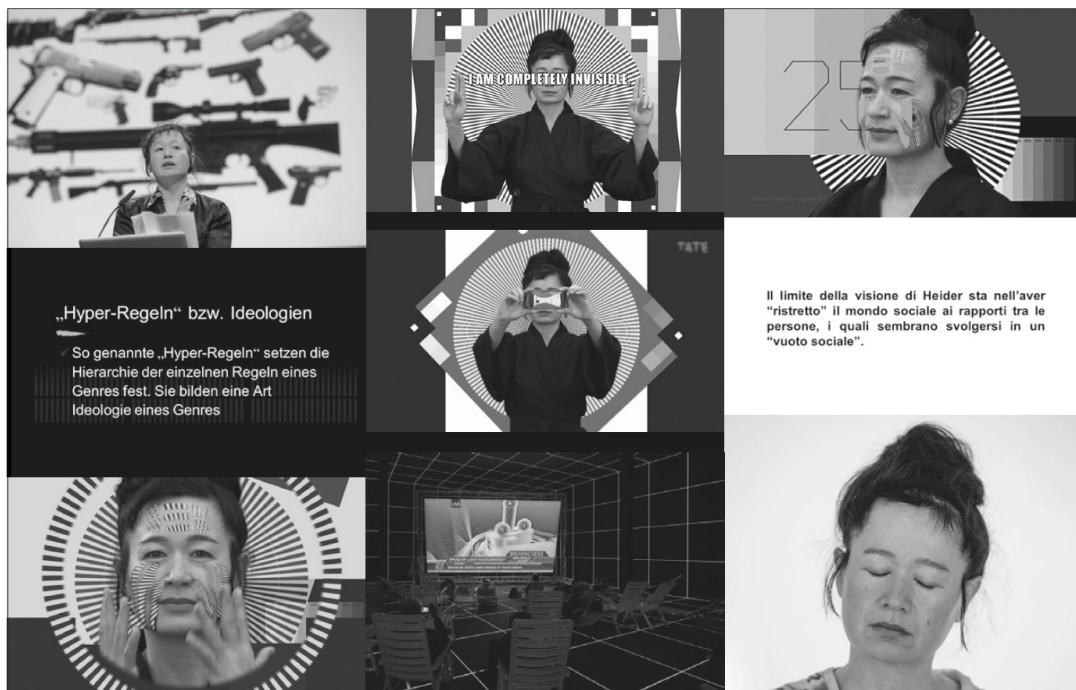 I AM COMPLETELY INVISIBLE.
25
TATE
„Hyper-Regeln“ bzw. Ideologien
✓ So genannte „Hyper-Regeln“ setzen die
Hierarchie der einzelnen Regeln eines
Genres fest. Sie bilden eine Art
Ideologie eines Genres
Il limite della visione di Heider sta nell’aver
“ristretto” il mondo sociale ai rapporti tra le
persone, i quali sembrano svolgersi in un
“vuoto sociale”.
LIVE
BREAKING NEWS